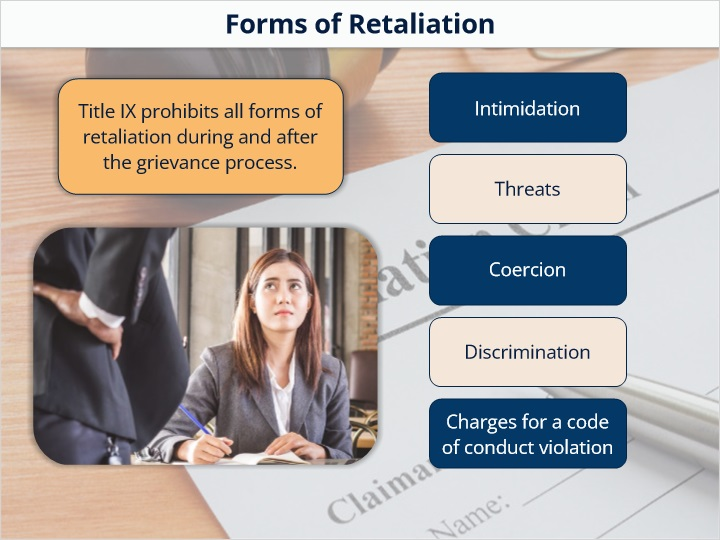 Forms of Retaliation
Title IX prohibits all forms of
retaliation during and after
the grievance process.
Intimidation
Threats
Coercion
Discrimination
Charges for a code
of conduct violation
Name: